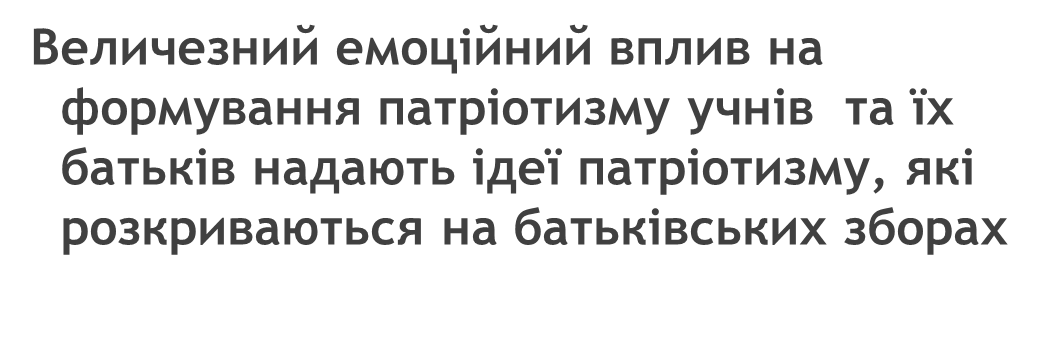 Величезний емоційний вплив на
формування патріотизму учнів  та їх
батьків надають ідеї патріотизму, які
розкриваються на батьківських зборах